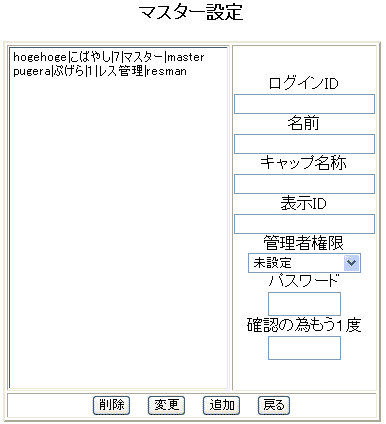 マスター設定
hogehoge|こばやし|7|マスター|master
pugera|ぷげら|1|レス管理|resman
ログインID
名前
キャップ名称
表示ID
管理者権限
未設定
パスワード
確認の為もう1度
削除 変更 追加 戻る